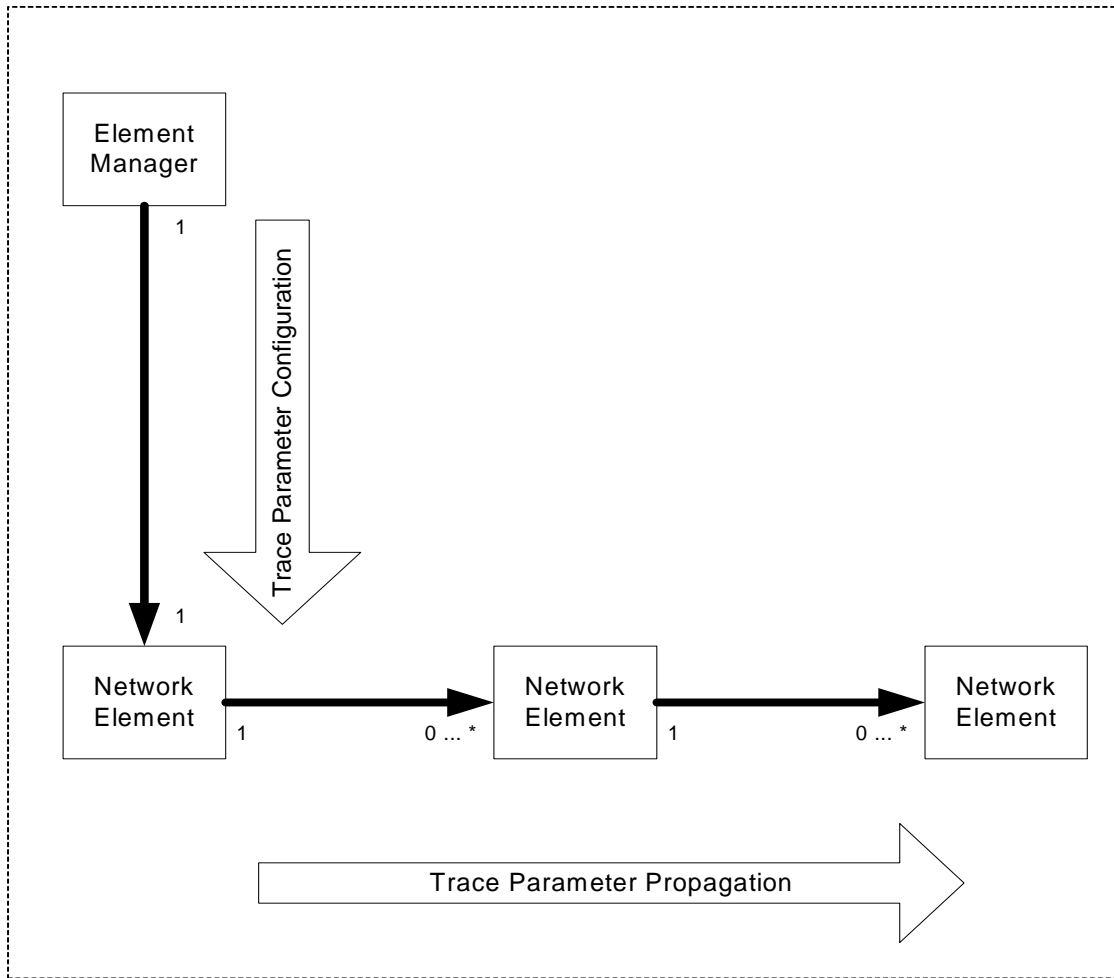 Element
Manager
1
Trace Parameter Configuration
1
Network
Element
Network
Element
Network
Element
1
0 ... *
1
0 ... *
Trace Parameter Propagation